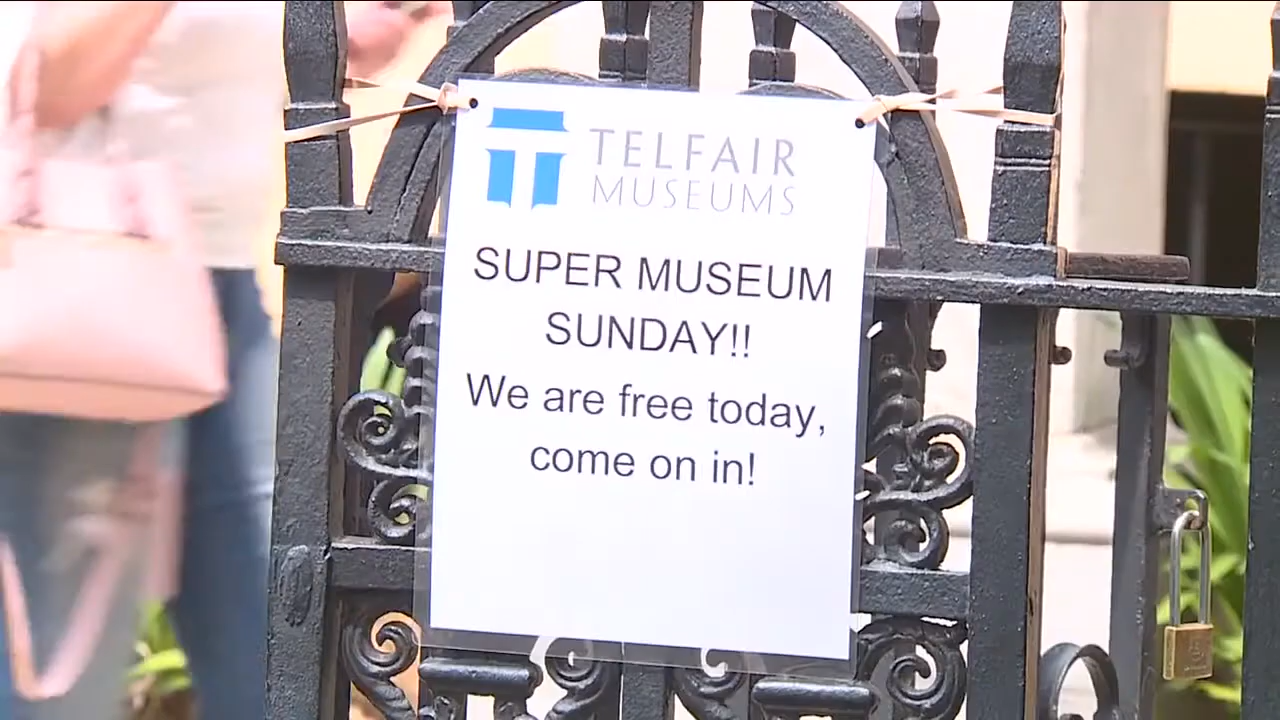 TELFAIR
MUSEUMS
SUPER MUSEUM
SUNDAY!!
We are free today,
come on in!